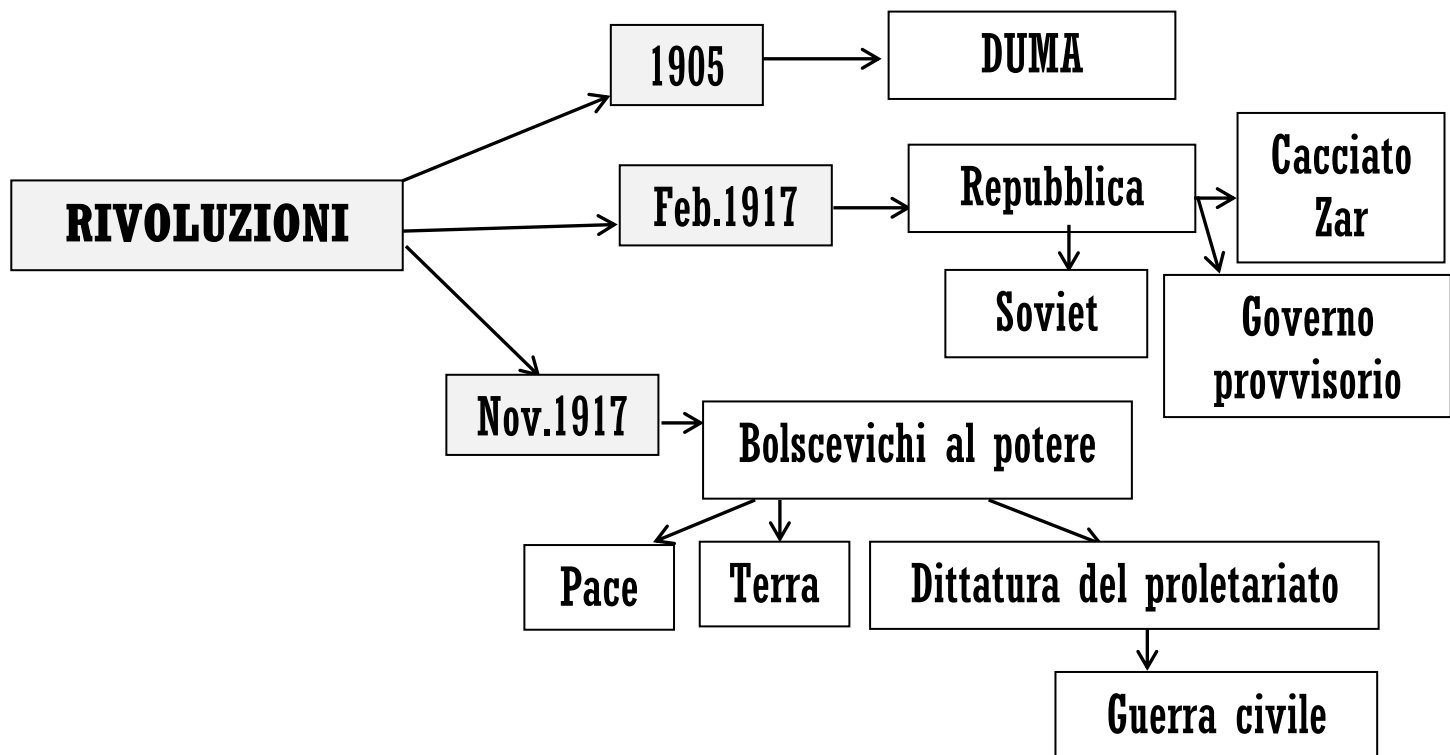 1905
DUMA
RIVOLUZIONI
Feb.1917
Repubblica
Cacciato
Zar
Soviet
Governo
provvisorio
Nov.1917
Bolscevichi al potere
Pace
Terra
Dittatura del proletariato
Guerra civile